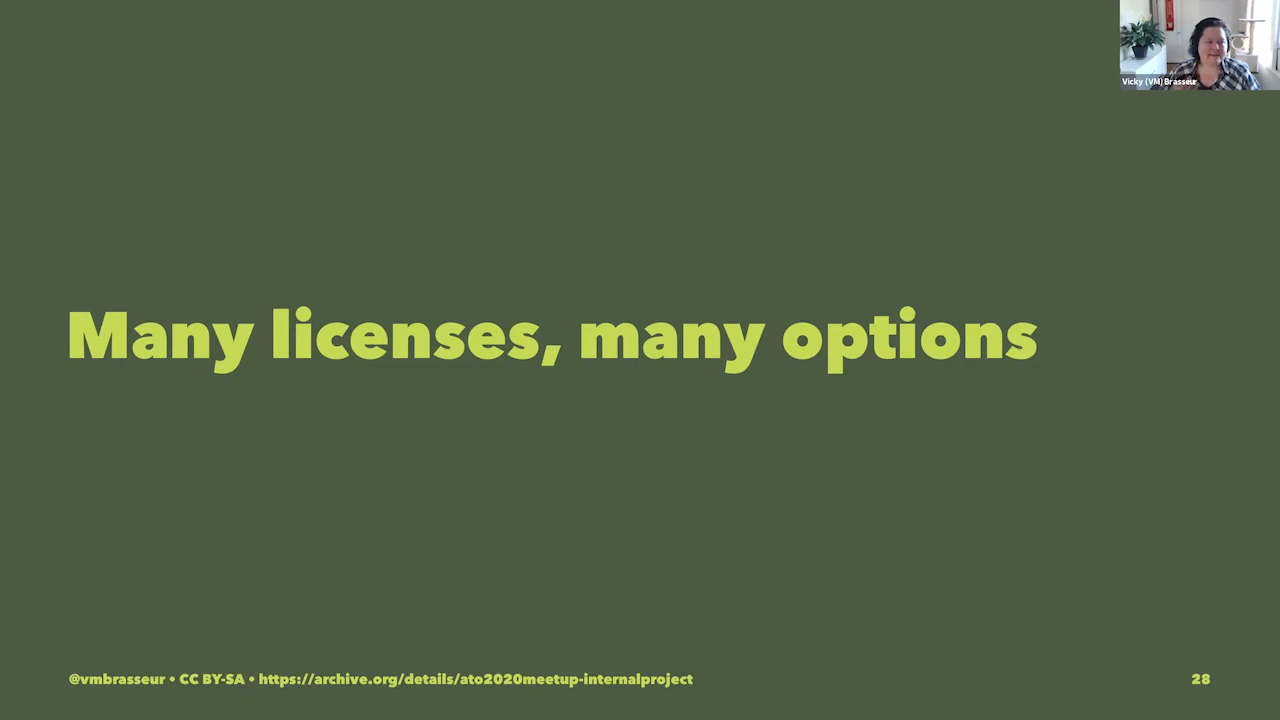 Vicky (VM) Brasseur
Many licenses, many options
@vmbrasseur • CC BY-SA • https://archive.org/details/ato2020meetup-internalproject
28